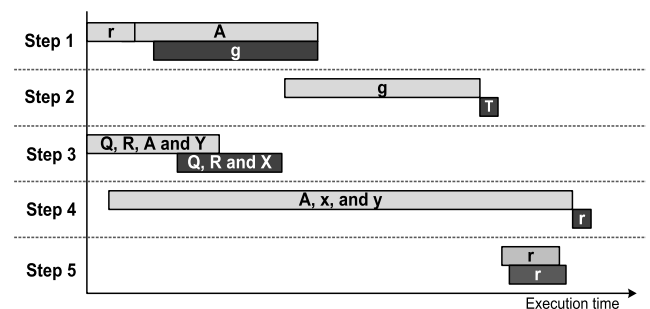 r
A
Step 1
g
g
Step 2
T
Q, R, A and Y
Step 3
Q, R and X
A, x, and y
Step 4
r
r
Step 5
r
Execution time